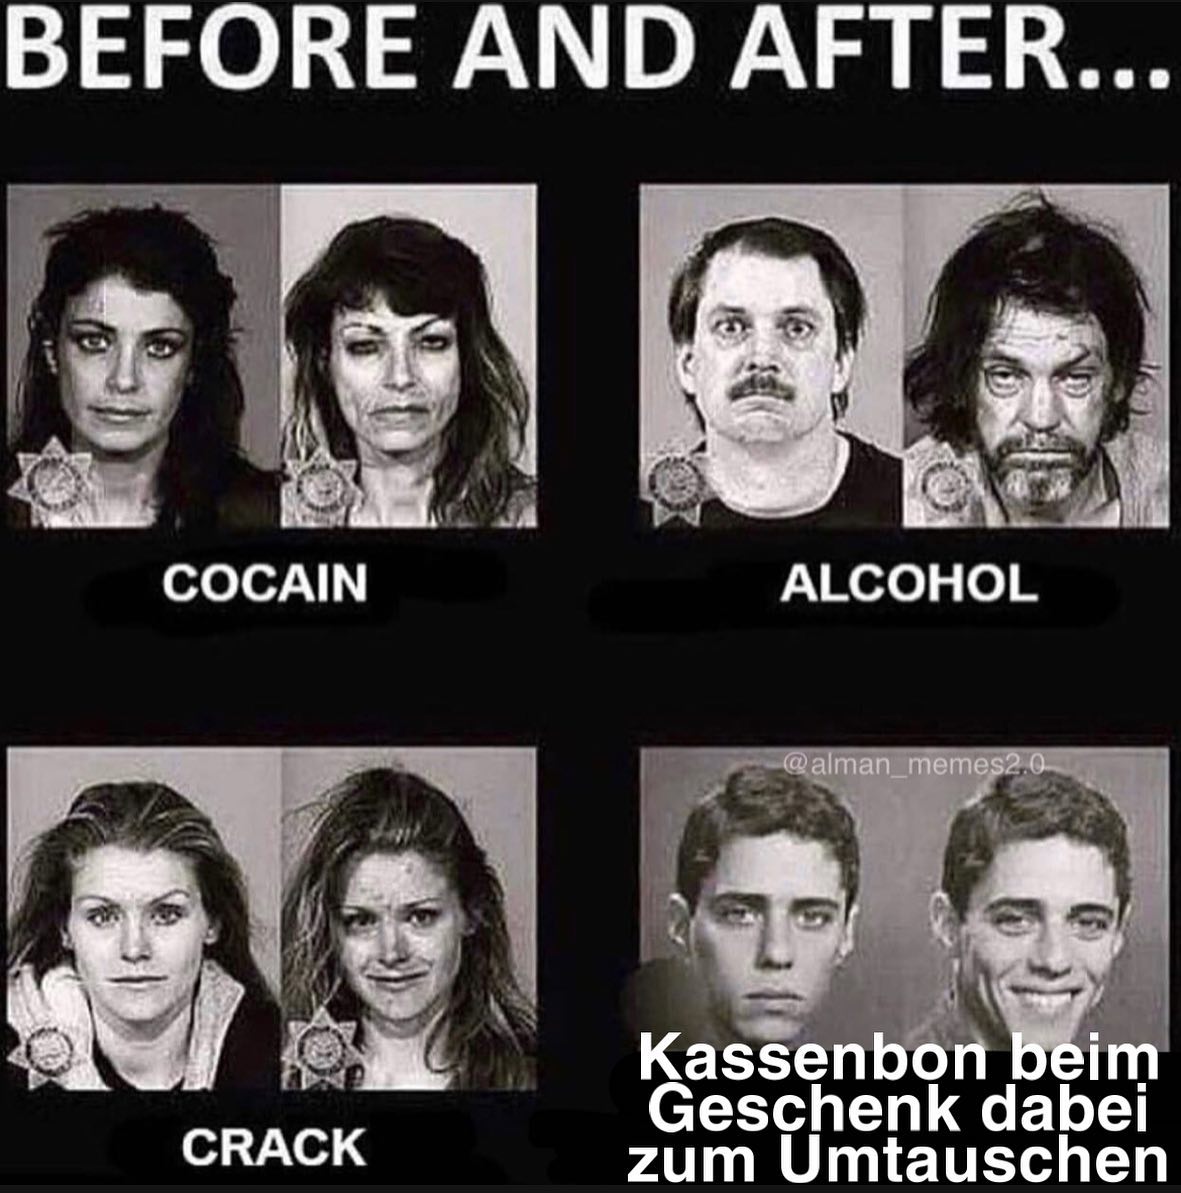 BEFORE AND AFTER...
COCAIN
ALCOHOL
@alman_memes2.0
CRACK
Kassenbon beim
Geschenk dabei
zum Umtauschen